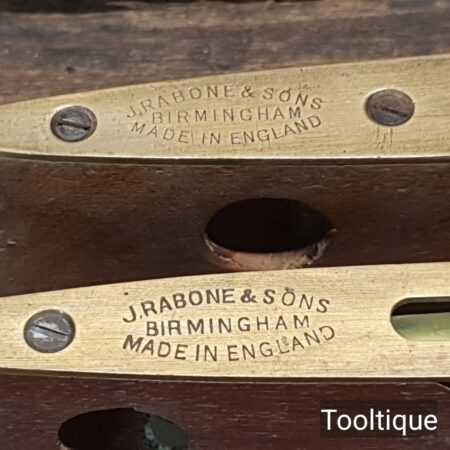 J.RABONE & SONS
BIRMINGHAM
MADE IN ENGLAND
J.RABONE & SONS
BIRMINGHAM
MADE IN ENGLAND
Tooltique